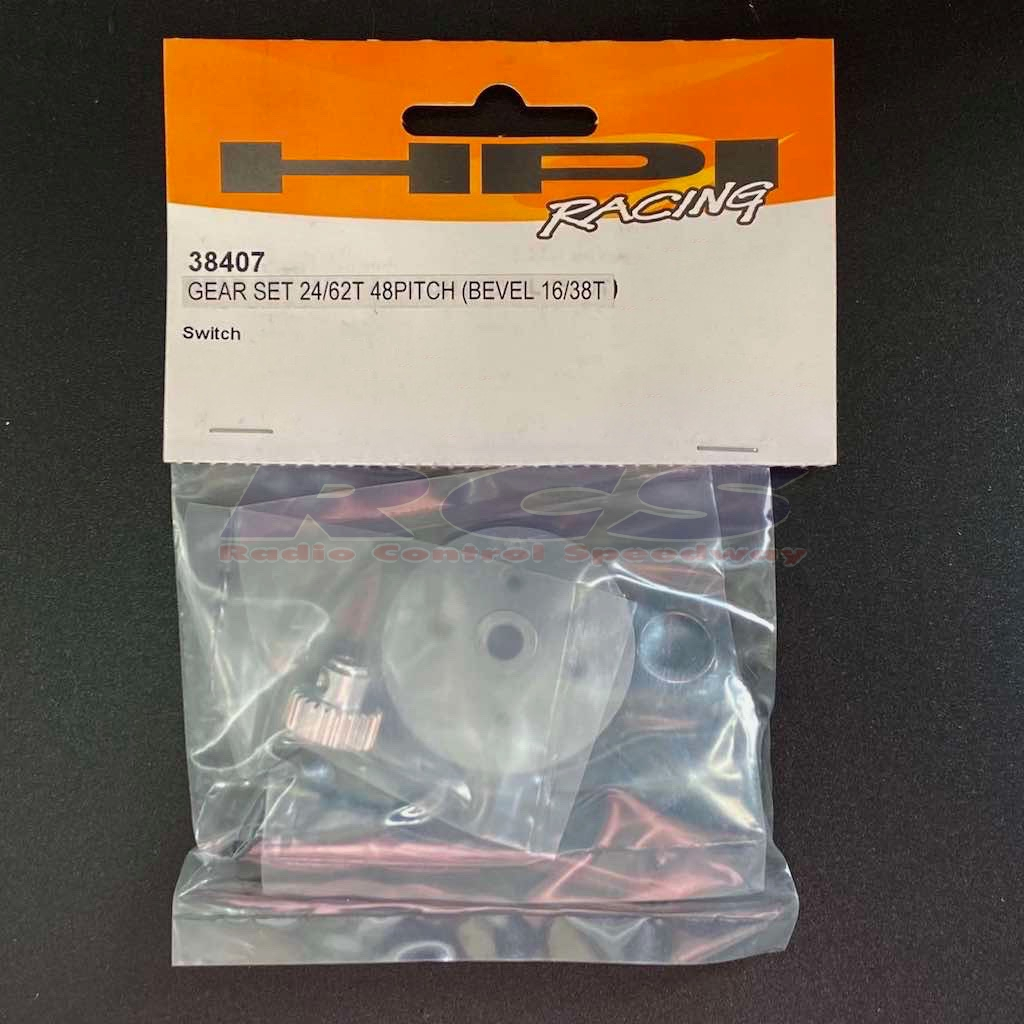 HPI
RACING
38407
GEAR SET 24/62T 48PITCH (BEVEL 16/38T )
Switch
RCS
Radio Control Speedway